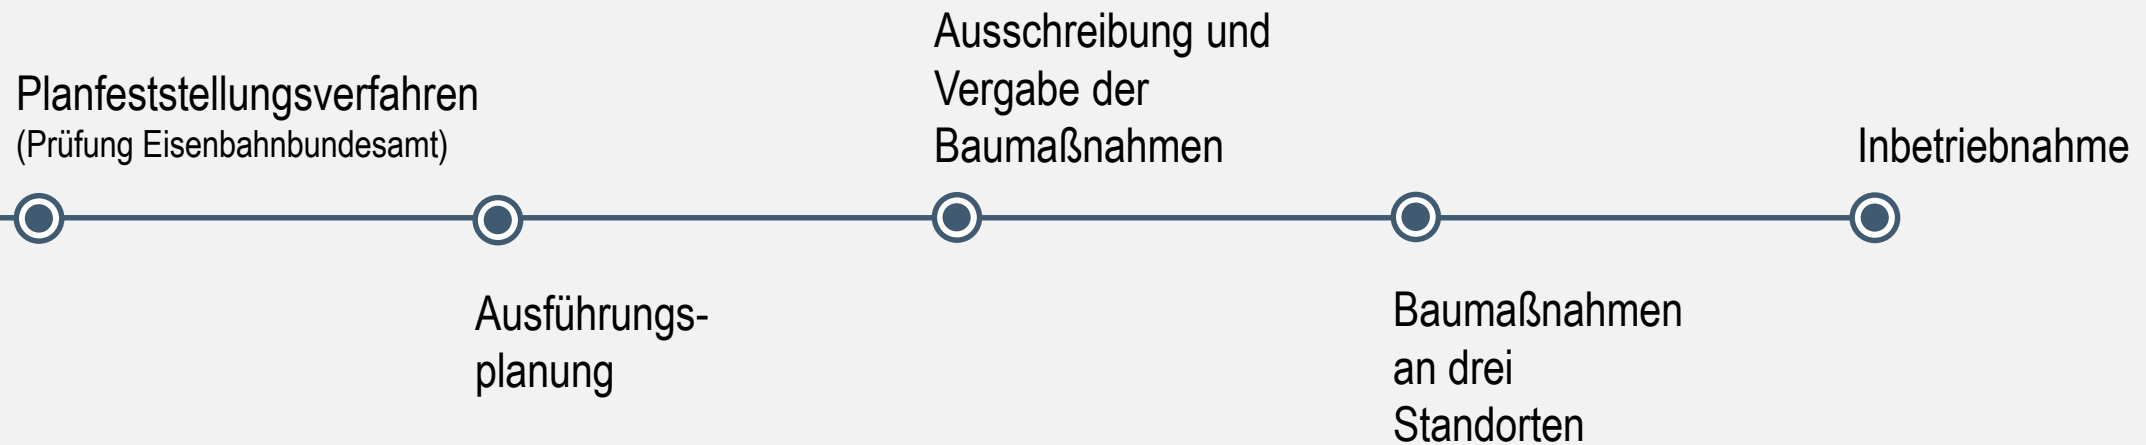 Planfeststellungsverfahren
(Prüfung Eisenbahnbundesamt)
Ausführungs-
planung
Ausschreibung und
Vergabe der
Baumaßnahmen
Baumaßnahmen
an drei
Standorten
Inbetriebnahme